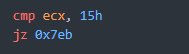 cmp ecx, 15h
jz 0x7eb